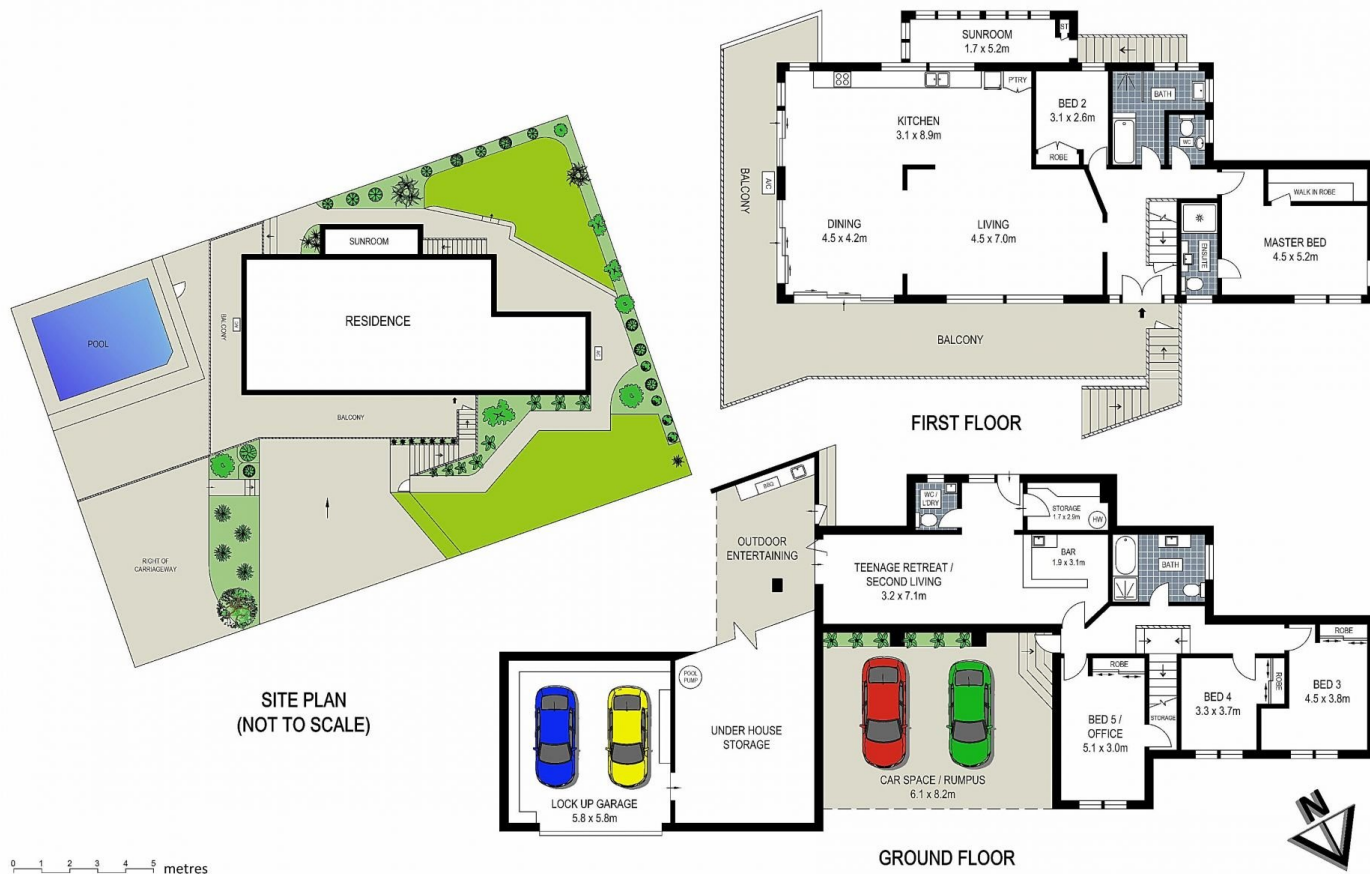 SUNROOM
POOL
BALCONY
A/C
RESIDENCE
A/C
BALCONY
RIGHT OF
CARRIAGEWAY
SITE PLAN
(NOT TO SCALE)
0 1 2 3 4 5 metres
SUNROOM
1.7 x 5.2m
ST
P'TRY
KITCHEN
3.1 x 8.9m
BED 2
3.1 x 2.6m
ROBE
BATH
WC
BALCONY
A/C
DINING
4.5 x 4.2m
LIVING
4.5 x 7.0m
ENSUITE
WALK IN ROBE
MASTER BED
4.5 x 5.2m
BALCONY
FIRST FLOOR
BBQ
OUTDOOR
ENTERTAINING
WC /
L'DRY
STORAGE
1.7 x 2.9m
HW
TEENAGE RETREAT /
SECOND LIVING
3.2 x 7.1m
BAR
1.9 x 3.1m
BATH
POOL
PUMP
UNDER HOUSE
STORAGE
LOCK UP GARAGE
5.8 x 5.8m
CAR SPACE / RUMPUS
6.1 x 8.2m
ROBE
BED 5 /
OFFICE
5.1 x 3.0m
STORAGE
BED 4
3.3 x 3.7m
ROBE
ROBE
BED 3
4.5 x 3.8m
GROUND FLOOR
N